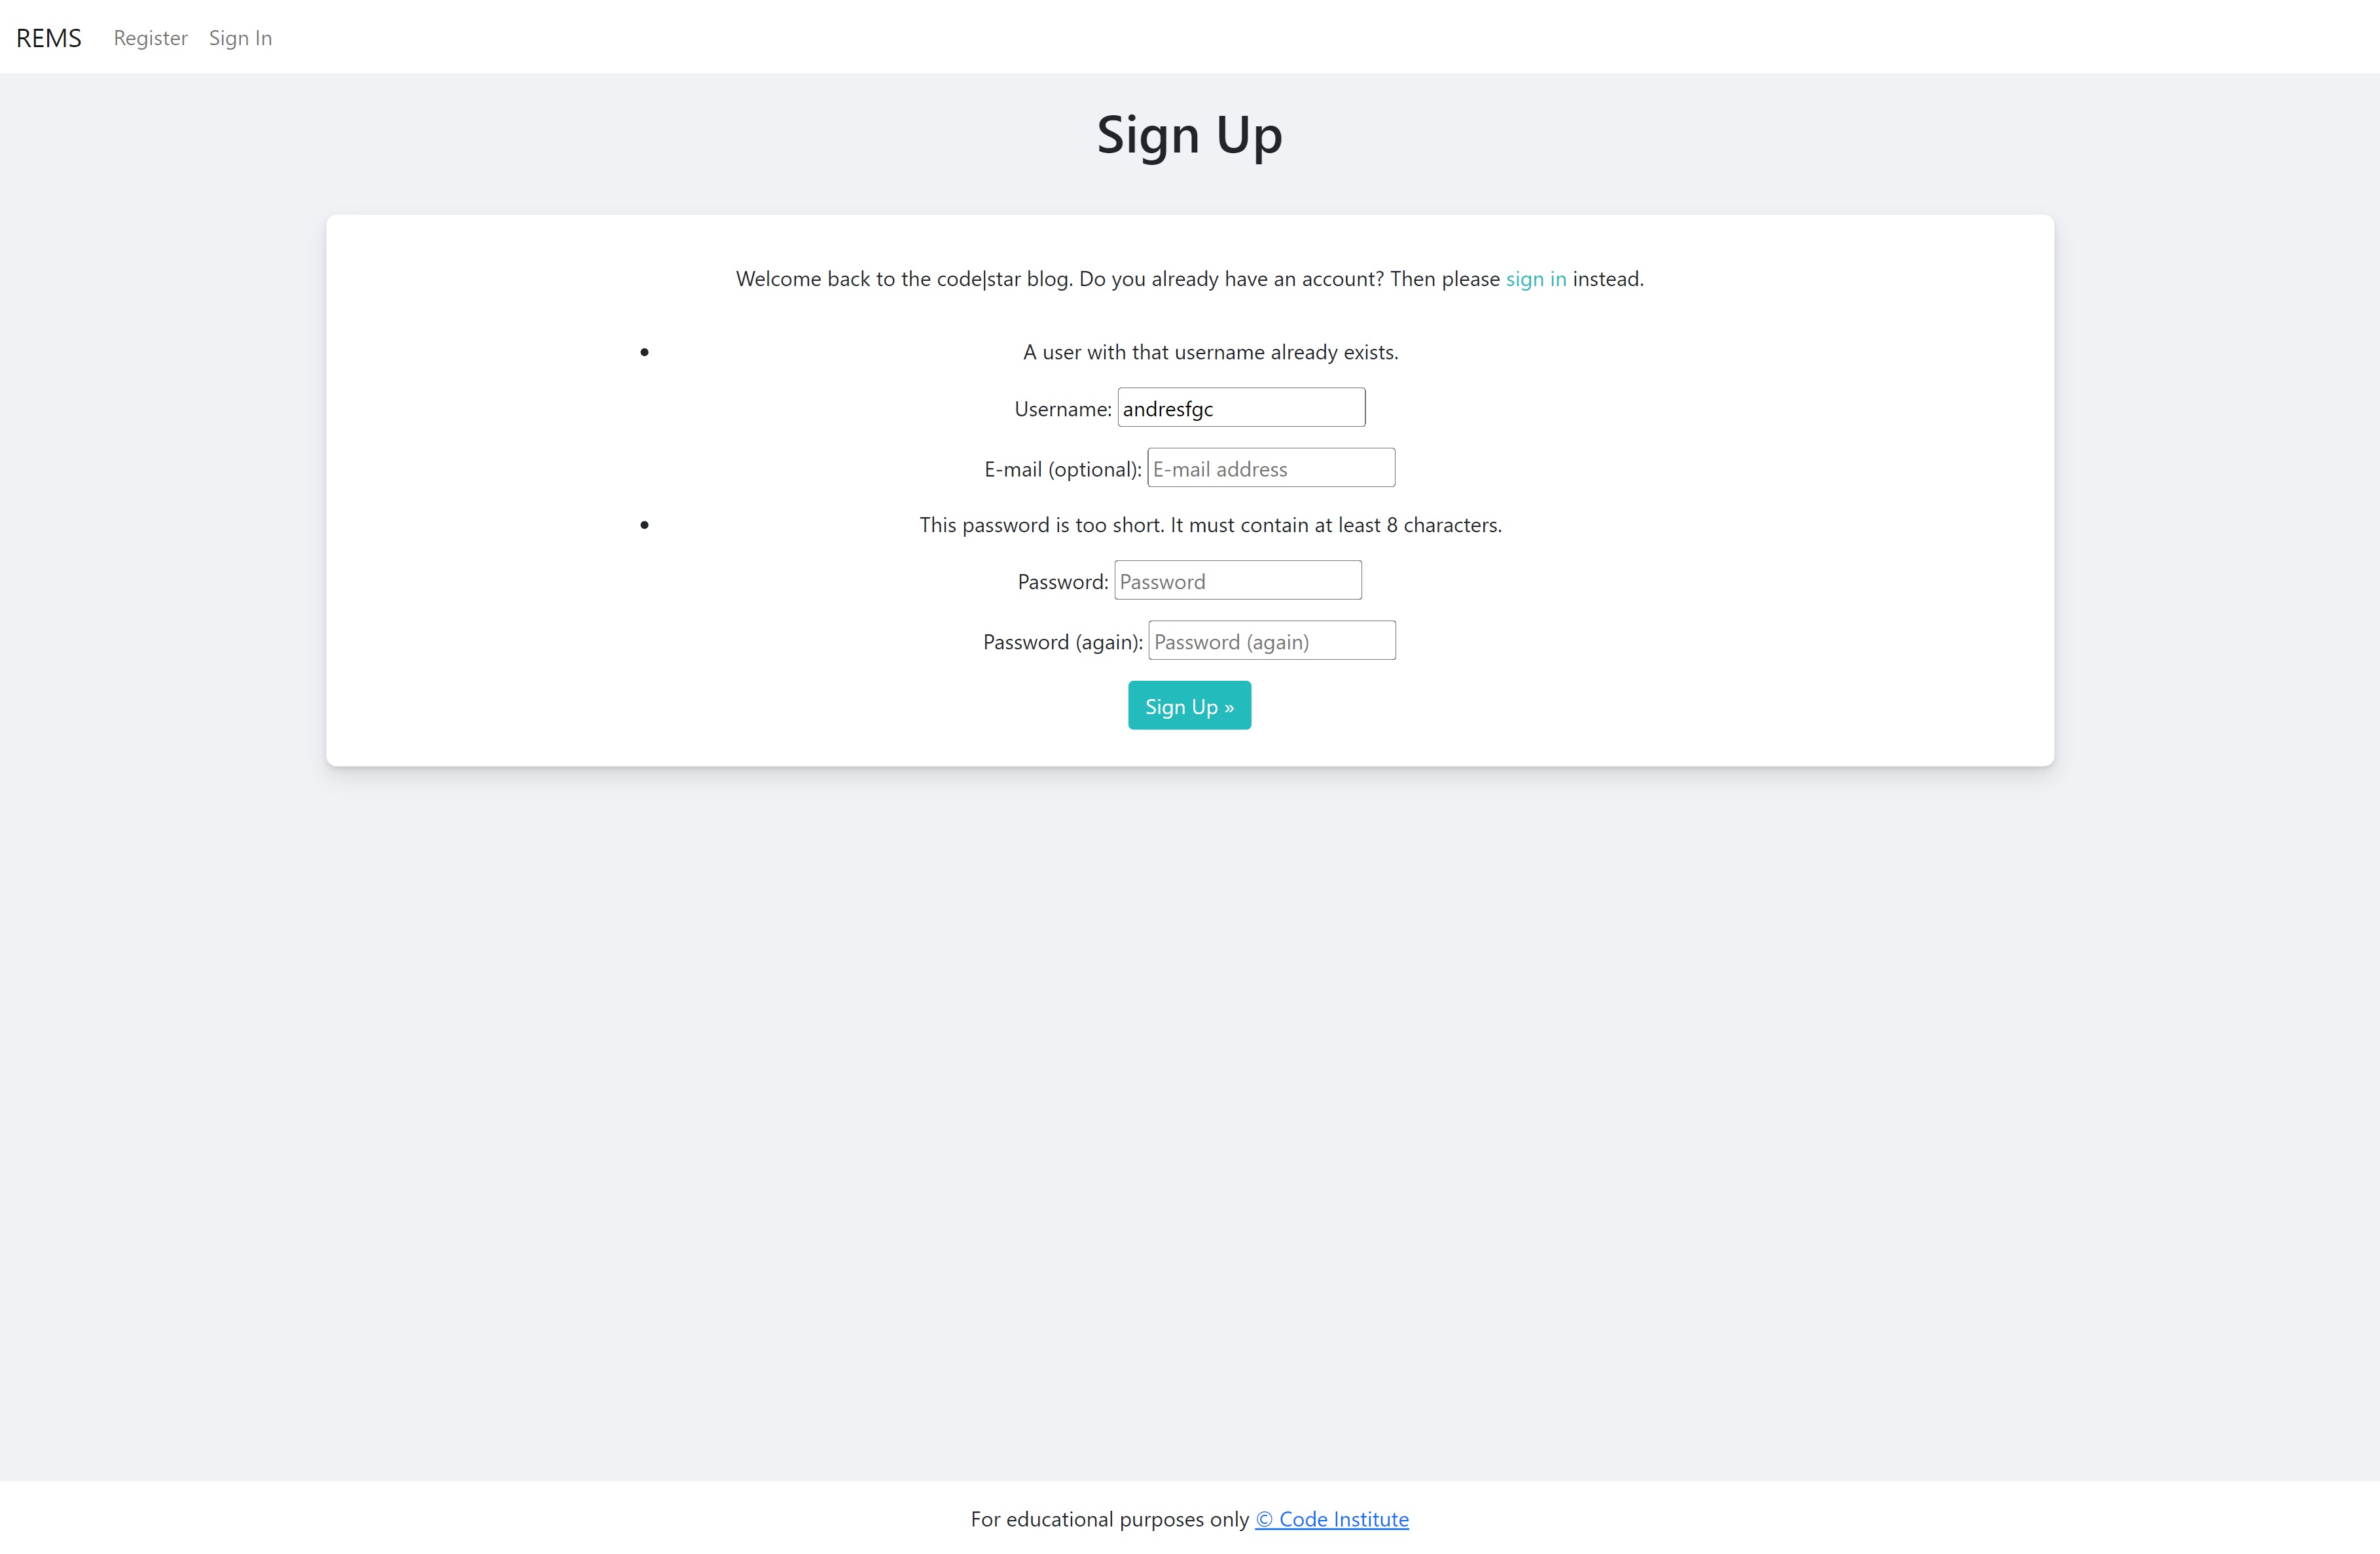 REMS Register Sign In
Sign Up
Welcome back to the code|star blog. Do you already have an account? Then please sign in instead.
• A user with that username already exists.
Username: andresfgc
E-mail (optional): E-mail address
• This password is too short. It must contain at least 8 characters.
Password: Password
Password (again): Password (again)
Sign Up »
For educational purposes only © Code Institute